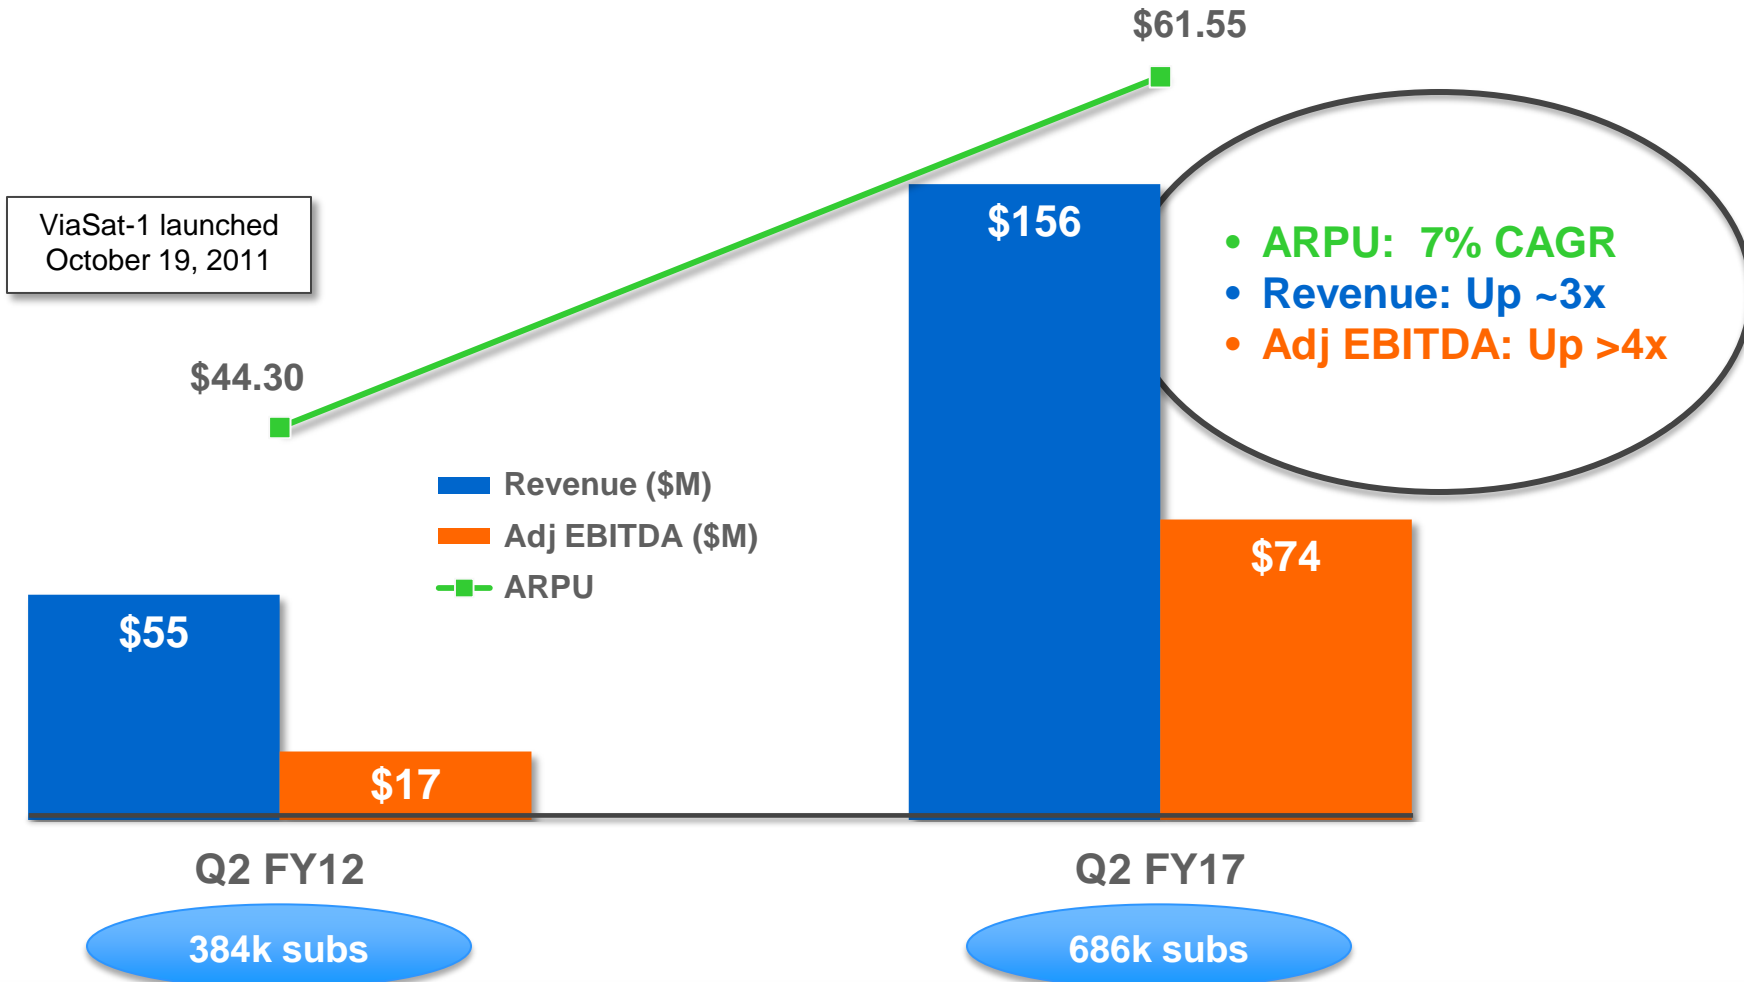 $61.55
ViaSat-1 launched
October 19, 2011
$156
• ARPU:  7% CAGR
• Revenue: Up ~3x
• Adj EBITDA: Up >4x
$44.30
Revenue ($M)
Adj EBITDA ($M)
ARPU
$74
$55
$17
Q2 FY12
Q2 FY17
384k subs
686k subs